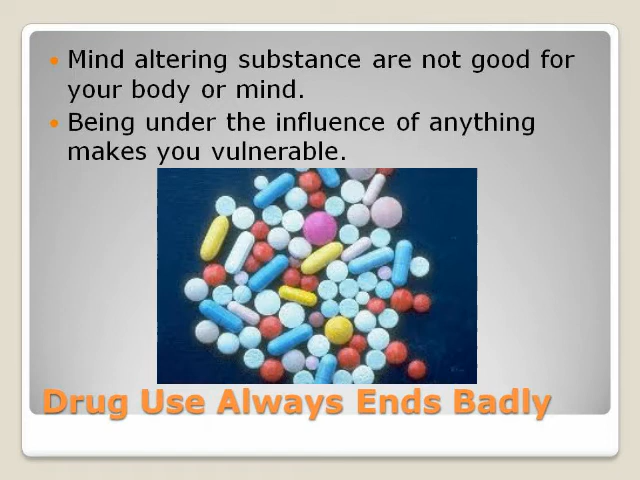 Mind altering substance are not good for
your body or mind.
Being under the influence of anything
makes you vulnerable.
Drug Use Always Ends Badly